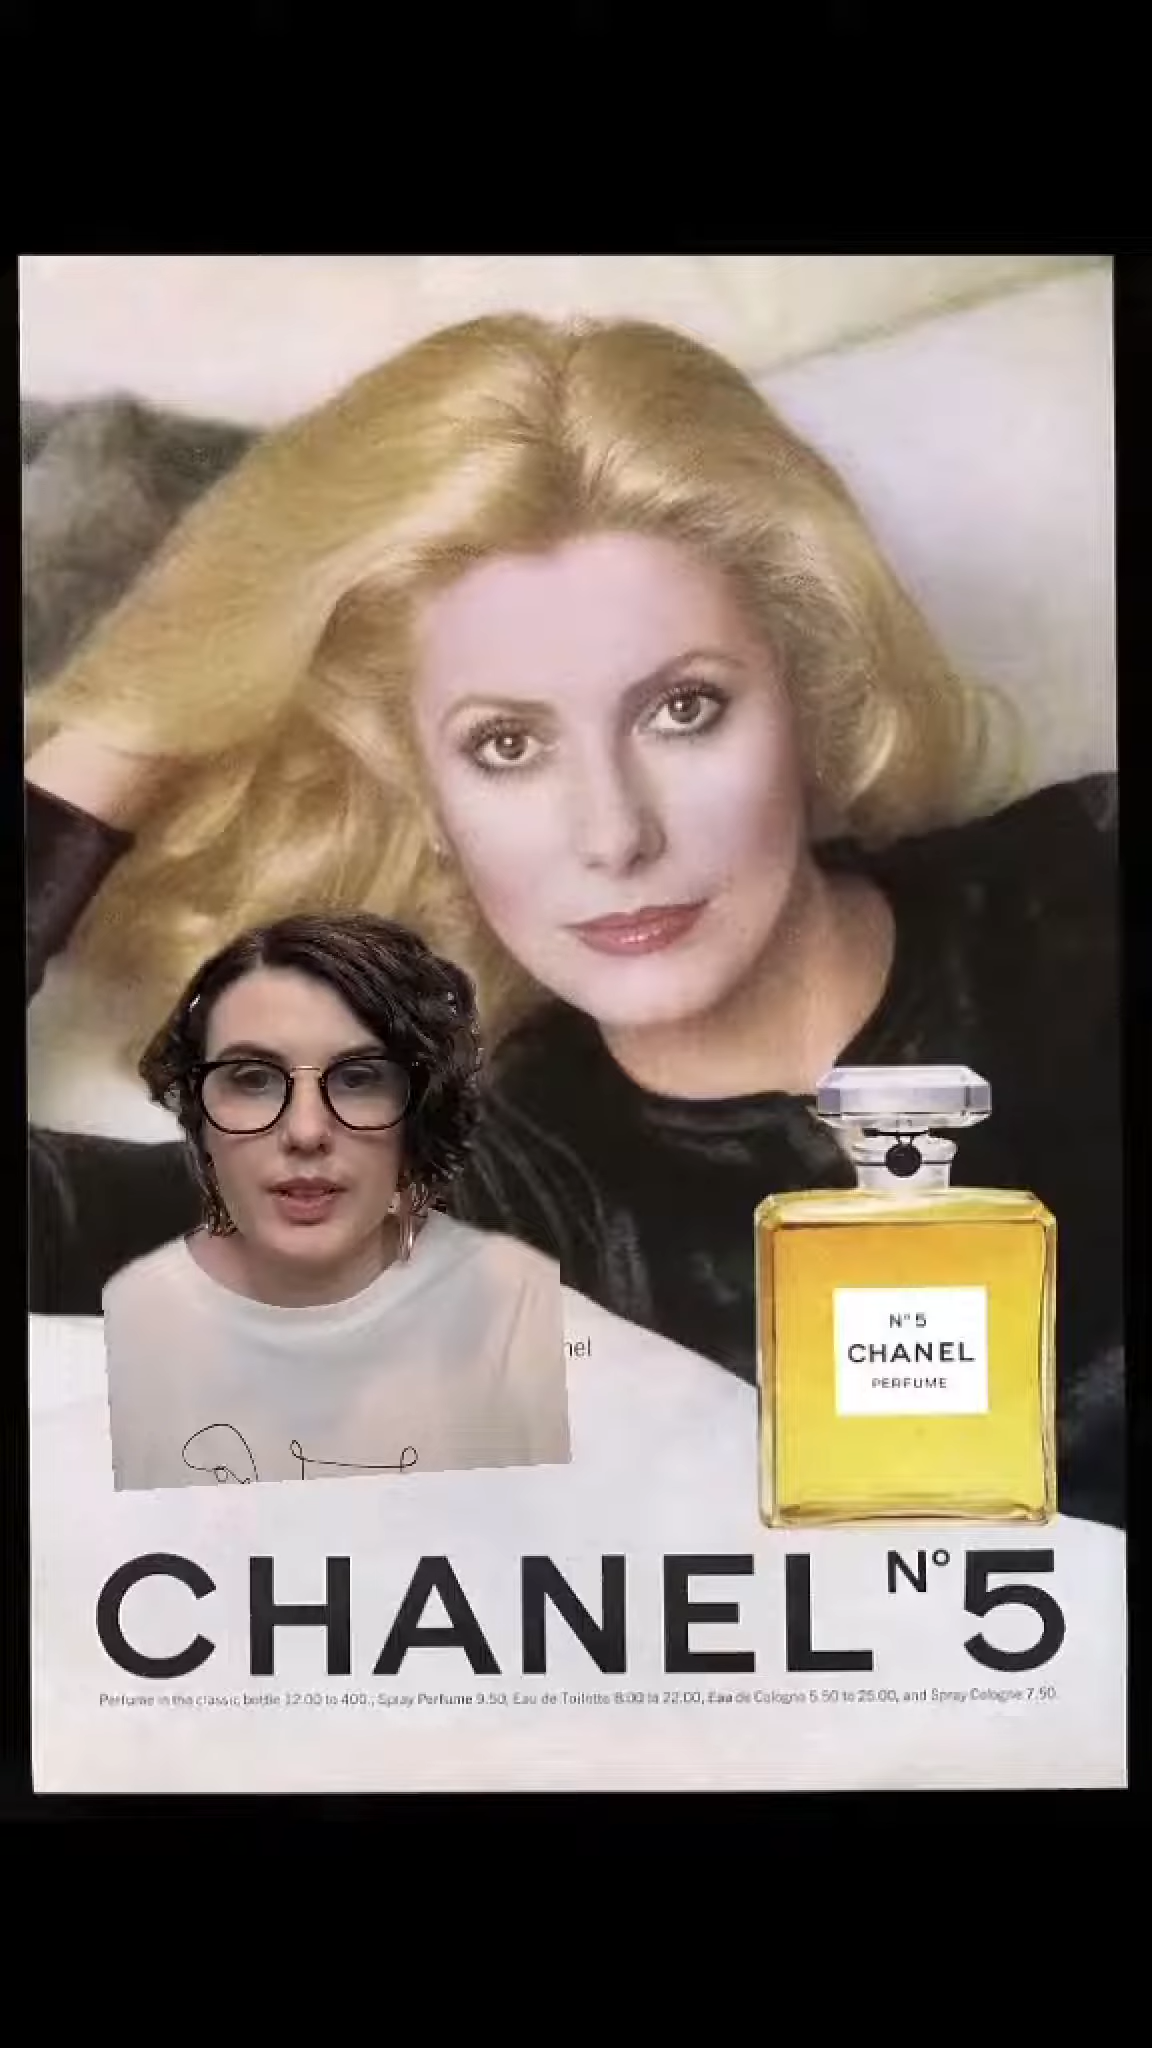 nel
N°5
CHANEL
PERFUME
CHANEL N°5
Perfume in the classic bottle 12.00 to 400., Spray Perfume 9.50, Eau de Toilette 8.00 to 22.00, Eau de Cologne 5.50 to 25.00, and Spray Cologne 7.50.